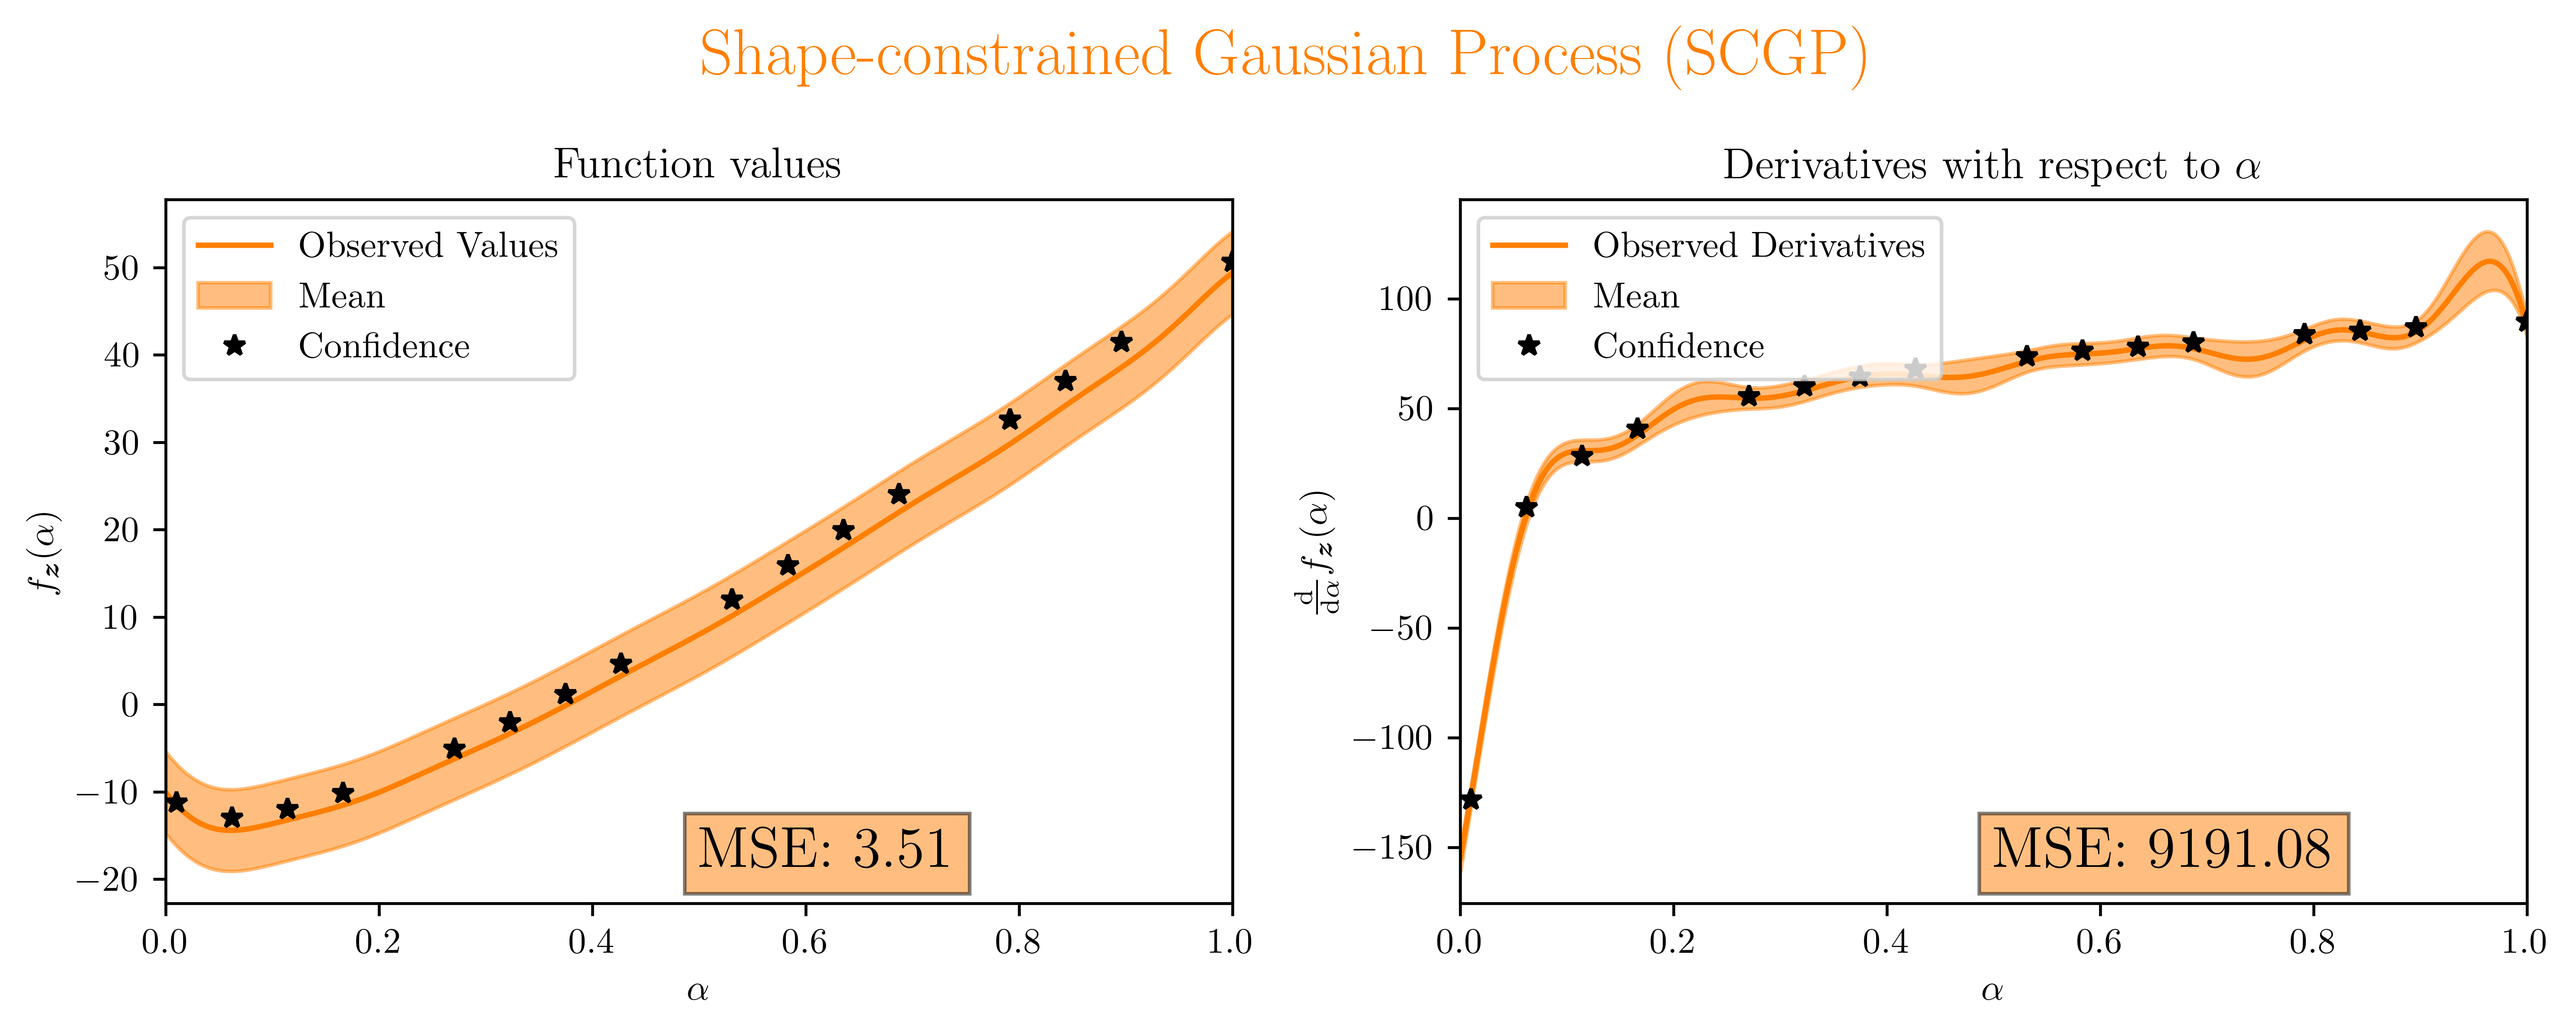 Shape-constrained Gaussian Process (SCGP)
Function values
Observed Values
Mean
Confidence
50
40
30
20
10
0
−10
−20
f_z(α)
MSE: 3.51
0.0 0.2 0.4 0.6 0.8 1.0
α
Derivatives with respect to α
Observed Derivatives
Mean
Confidence
100
50
0
−50
−100
−150
d/dα f_z(α)
MSE: 9191.08
0.0 0.2 0.4 0.6 0.8 1.0
α